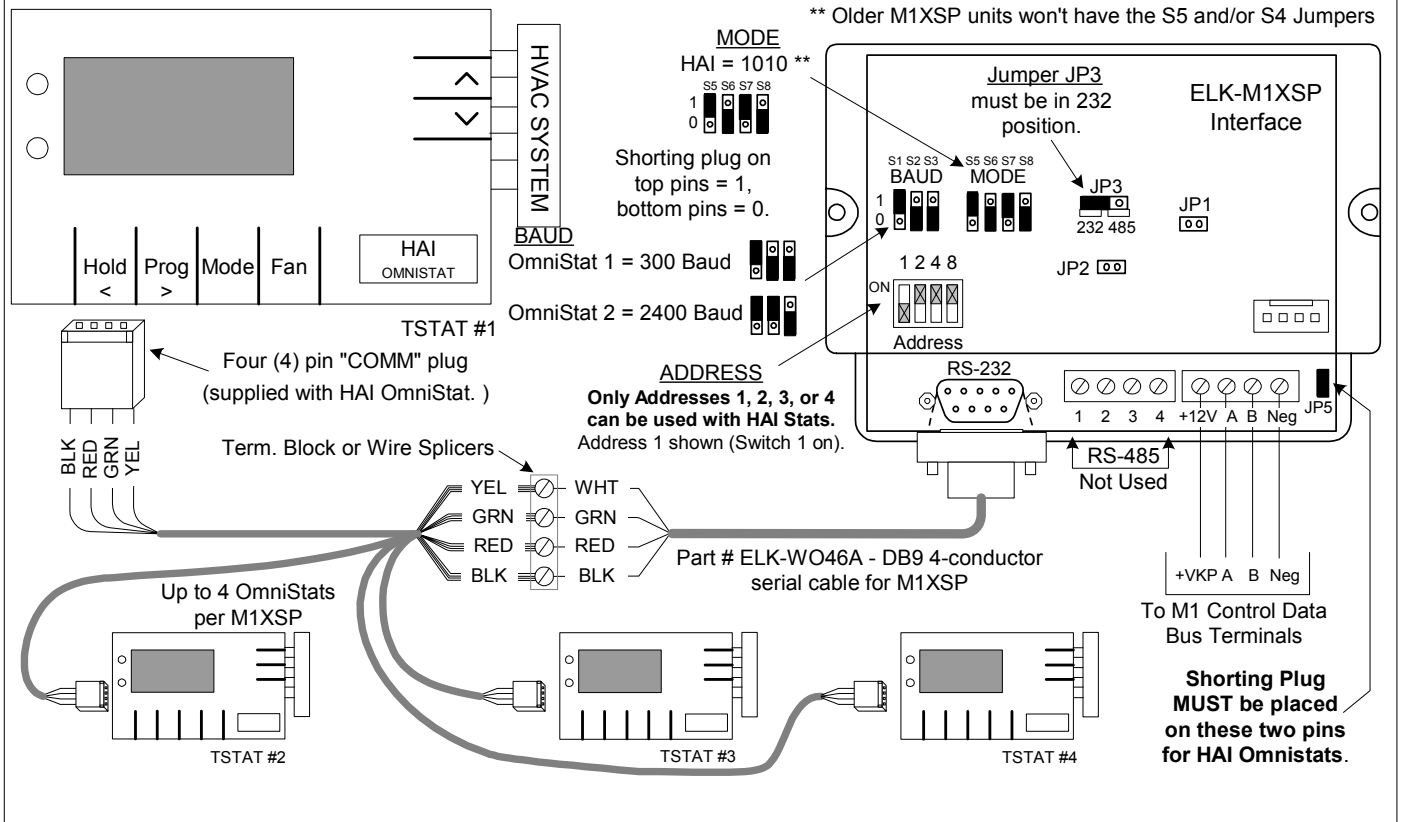 ** Older M1XSP units won't have the S5 and/or S4 Jumpers
HVAC SYSTEM
Hold
<
Prog
>
Mode
Fan
HAI
OMNISTAT
TSTAT #1
MODE
HAI = 1010 **
S5 S6 S7 S8
1
0
Shorting plug on
top pins = 1,
bottom pins = 0.
BAUD
OmniStat 1 = 300 Baud
OmniStat 2 = 2400 Baud
Jumper JP3
must be in 232
position.
ELK-M1XSP
Interface
S1 S2 S3
BAUD
1
0
S5 S6 S7 S8
MODE
JP3
232 485
JP1
JP2
1 2 4 8
ON
Address
ADDRESS
Only Addresses 1, 2, 3, or 4
can be used with HAI Stats.
Address 1 shown (Switch 1 on).
RS-232
1 2 3 4
+12V A B Neg
JP5
RS-485
Not Used
Four (4) pin "COMM" plug
(supplied with HAI OmniStat. )
BLK
RED
GRN
YEL
Term. Block or Wire Splicers
YEL WHT
GRN GRN
RED RED
BLK BLK
Part # ELK-WO46A - DB9 4-conductor
serial cable for M1XSP
+VKP A B Neg
To M1 Control Data
Bus Terminals
Shorting Plug
MUST be placed
on these two pins
for HAI Omnistats.
Up to 4 OmniStats
per M1XSP
TSTAT #2
TSTAT #3
TSTAT #4